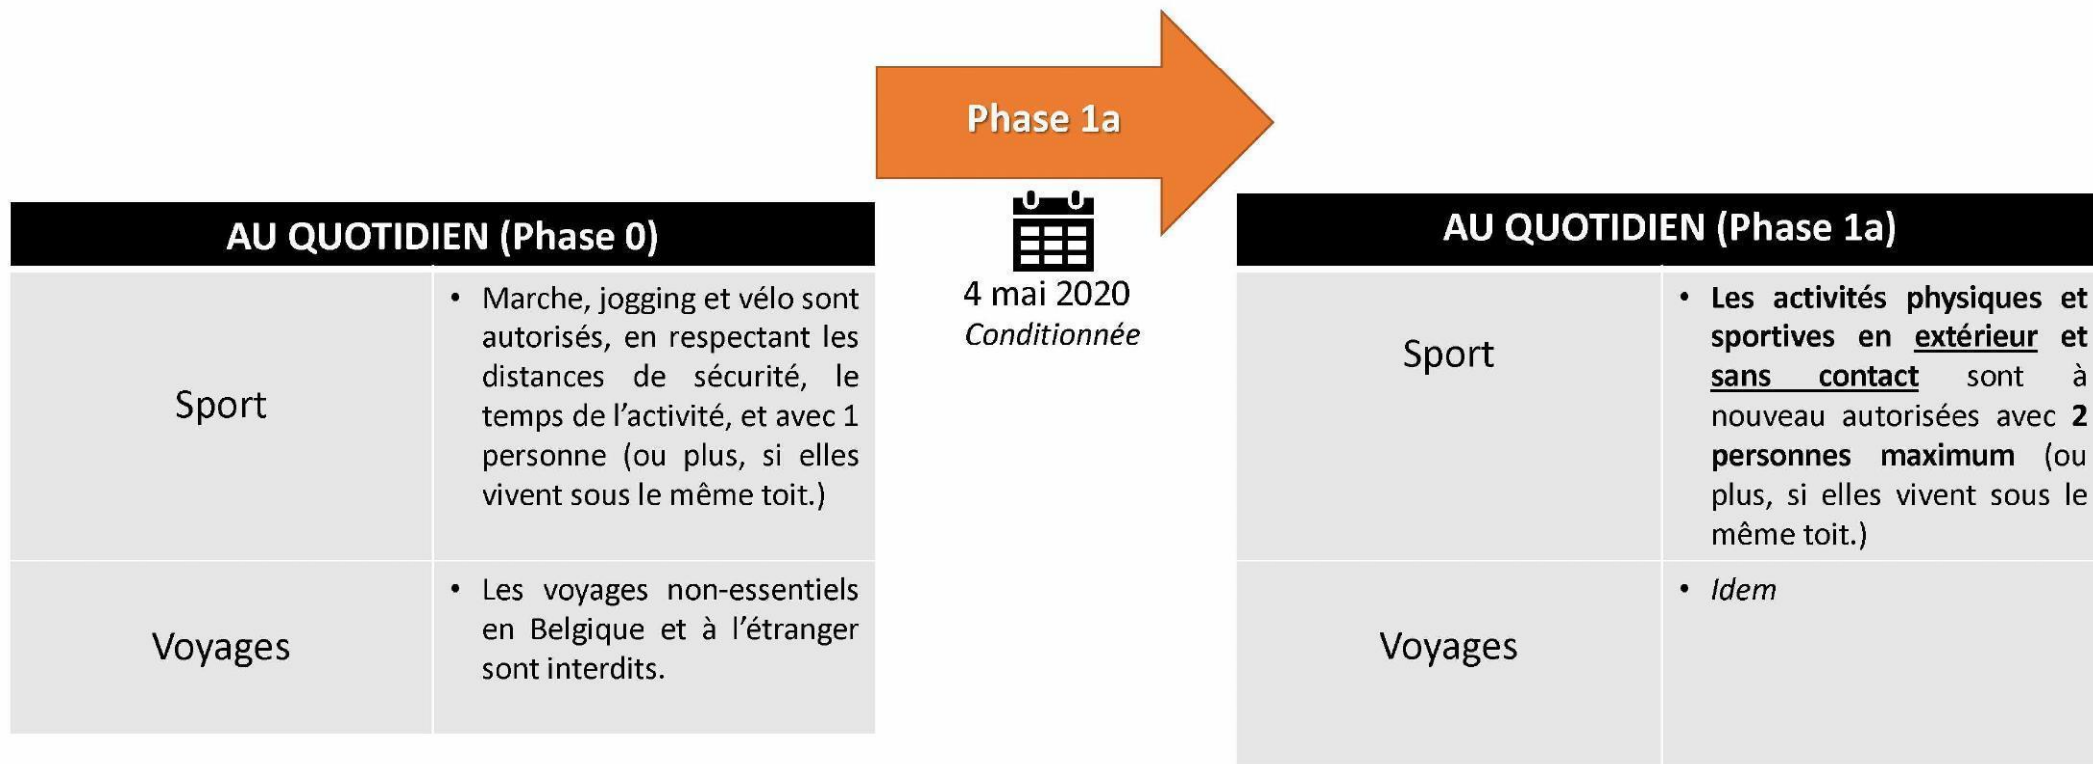 Phase 1a
4 mai 2020
Conditionnée
AU QUOTIDIEN (Phase 0)
Sport
• Marche, jogging et vélo sont
autorisés, en respectant les
distances de sécurité, le
temps de l’activité, et avec 1
personne (ou plus, si elles
vivent sous le même toit.)
Voyages
• Les voyages non-essentiels
en Belgique et à l’étranger
sont interdits.
AU QUOTIDIEN (Phase 1a)
Sport
• Les activités physiques et
sportives en extérieur et
sans contact sont à
nouveau autorisées avec 2
personnes maximum (ou
plus, si elles vivent sous le
même toit.)
Voyages
• Idem